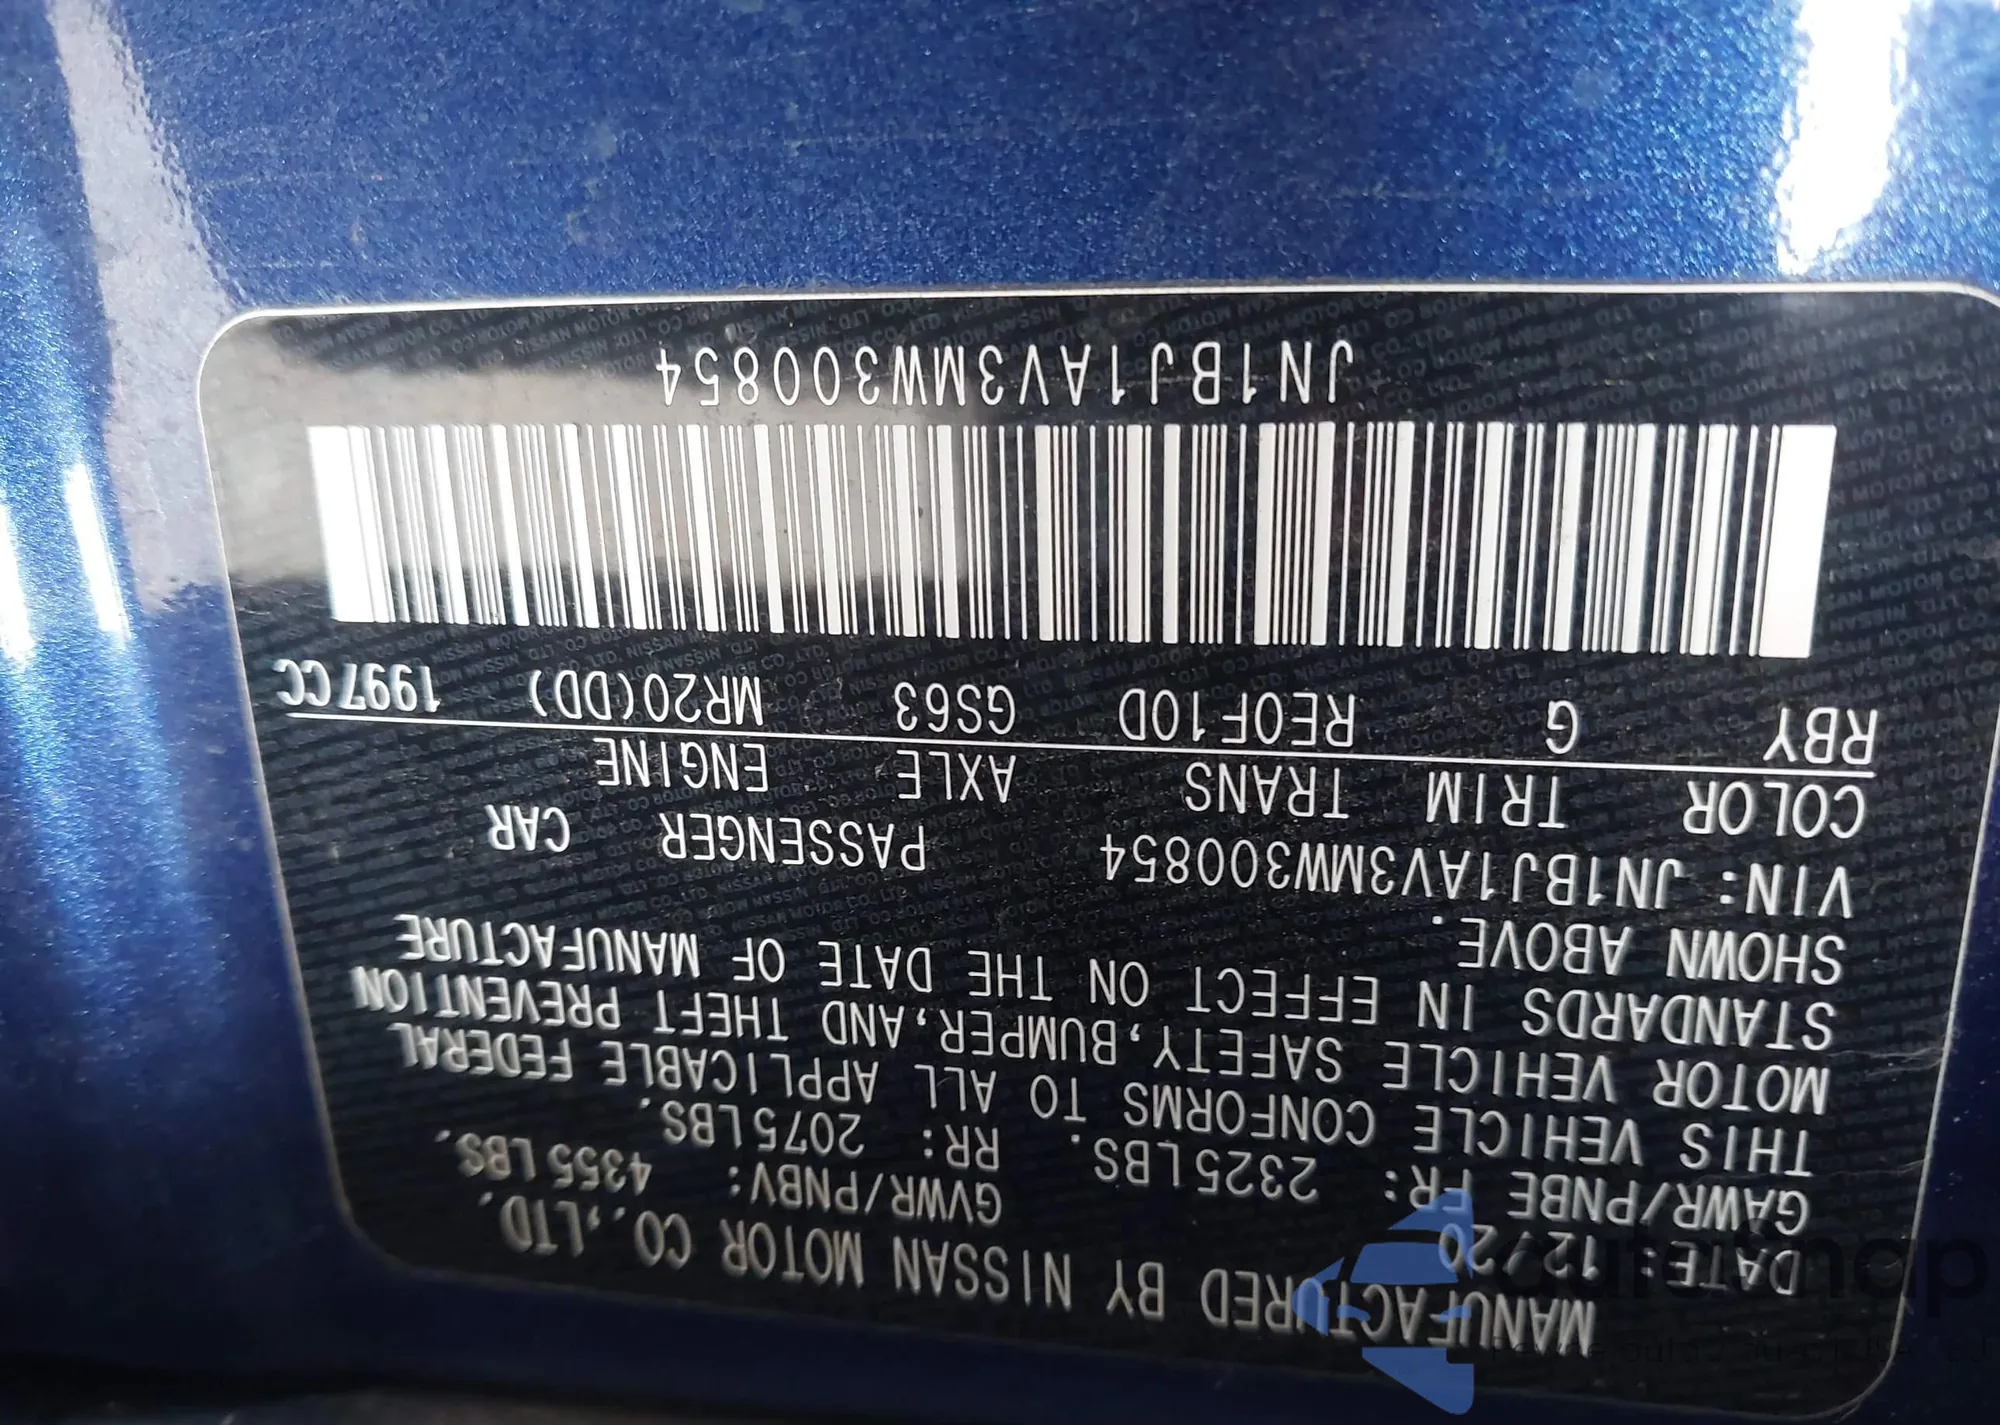 MANUFACTURED BY NISSAN MOTOR CO.,LTD.
DATE: 12/20 GVWR/PNBV: 4355LBS.
GAWR/PNBE FR: 2325LBS. RR: 2075LBS.
THIS VEHICLE CONFORMS TO ALL APPLICABLE FEDERAL
MOTOR VEHICLE SAFETY,BUMPER,AND THEFT PREVENTION
STANDARDS IN EFFECT ON THE DATE OF MANUFACTURE
SHOWN ABOVE.
VIN: JN1BJ1AV3MW300854 PASSENGER CAR
COLOR TRIM TRANS AXLE ENGINE
RBY G RE0F10D GS63 MR20(DD) 1997CC
JN1BJ1AV3MW300854
autosnap